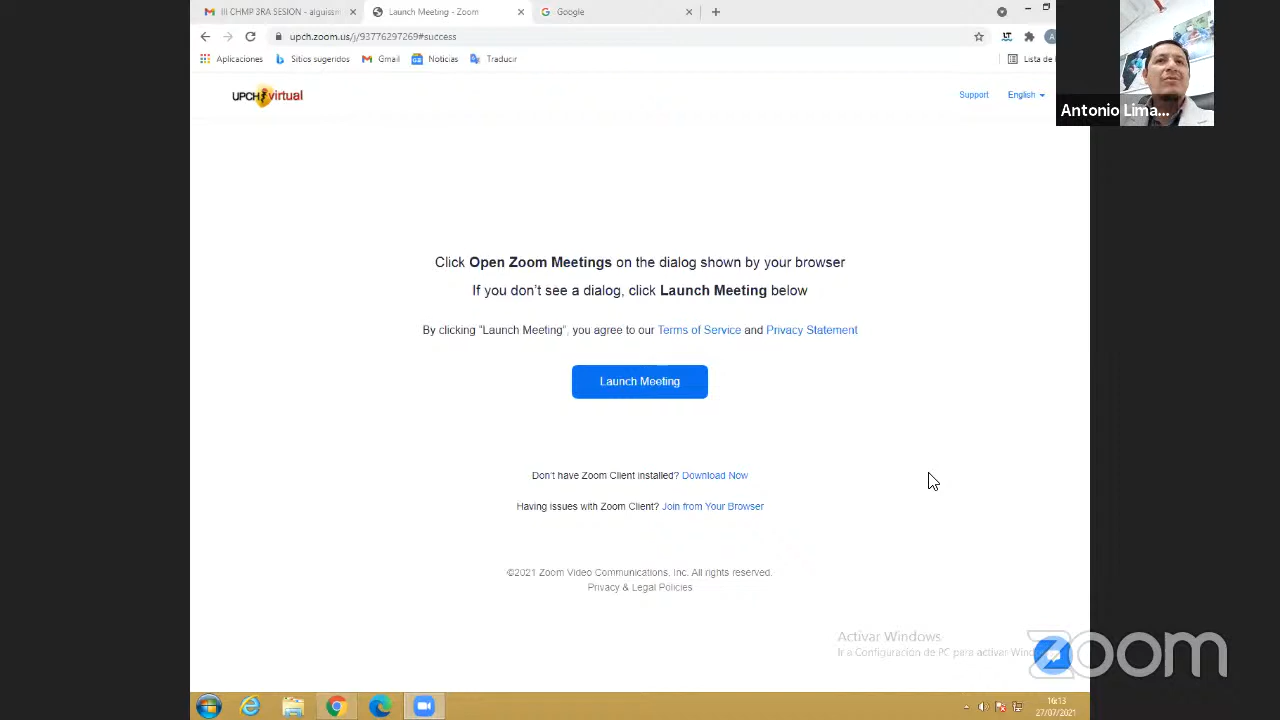 III CHMP 3RA SESION - alguissm
Launch Meeting - Zoom
Google
upch.zoom.us/j/93776297269#success
Aplicaciones
Sitios sugeridos
Gmail
Noticias
Traducir
Lista de
UPCH virtual
Support
English
Antonio Lima...
Click Open Zoom Meetings on the dialog shown by your browser
If you don't see a dialog, click Launch Meeting below
By clicking "Launch Meeting", you agree to our Terms of Service and Privacy Statement
Launch Meeting
Don't have Zoom Client installed? Download Now
Having issues with Zoom Client? Join from Your Browser
©2021 Zoom Video Communications, Inc. All rights reserved.
Privacy & Legal Policies
Activar Windows
Ir a Configuración de PC para activar
zoom
16:13
27/07/2021